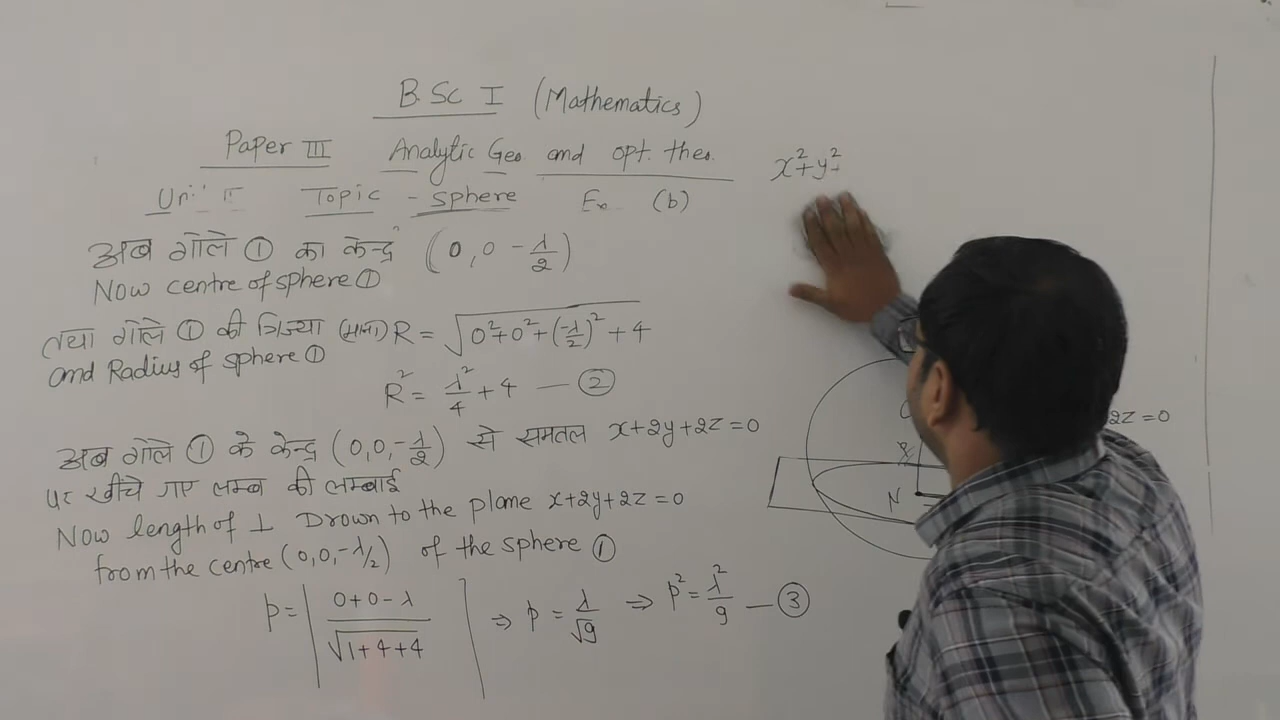 B.Sc I (Mathematics)
Paper III Analytic Geo and opt. theo.
Topic - sphere Ex (b)
अब गोले ① का केन्द्र (0,0 -λ/2)
Now centre of sphere ①
तथा गोले ① की त्रिज्या (माना) R = √(0²+0²+(-λ/2)²+4)
and Radius of sphere ①
R² = λ²/4 + 4 — ②
अब गोले ① के केन्द्र (0,0,-λ/2) से समतल x+2y+2z=0
पर खींचे गए लम्ब की लम्बाई
Now length of ⊥ Drown to the plane x+2y+2z=0
from the centre (0,0,-λ/2) of the sphere ①
p = |(0+0-λ)/√(1+4+4)| ⇒ p = λ/√9 ⇒ p² = λ²/9 — ③
x²+y²+
2z=0
N